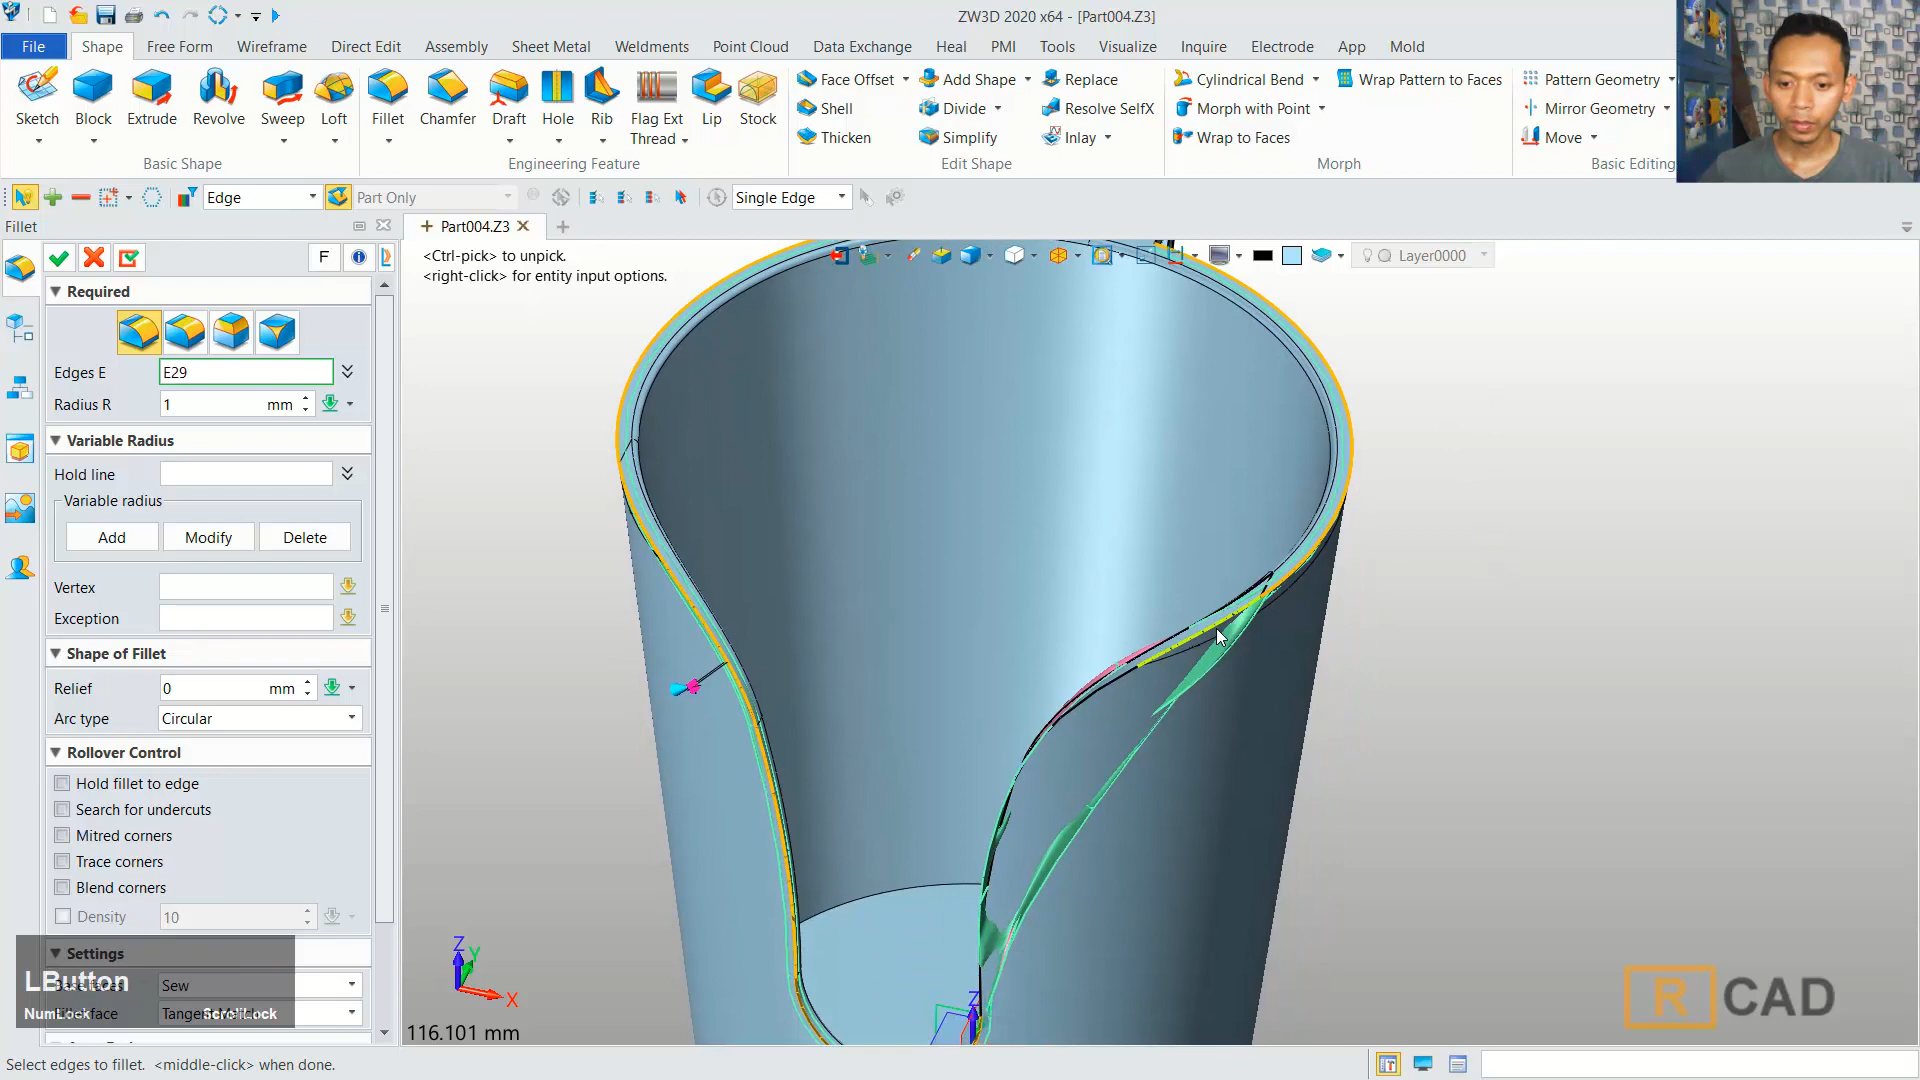 ZW3D 2020 x64 - [Part004.Z3]
File Shape Free Form Wireframe Direct Edit Assembly Sheet Metal Weldments Point Cloud Data Exchange Heal PMI Tools Visualize Inquire Electrode App Mold
Sketch Block Extrude Revolve Sweep Loft Fillet Chamfer Draft Hole Rib Flag Ext Thread Lip Stock
Face Offset Add Shape Replace Cylindrical Bend Wrap Pattern to Faces Pattern Geometry
Shell Divide Resolve SelfX Morph with Point Mirror Geometry
Thicken Simplify Inlay Wrap to Faces Move
Basic Shape Engineering Feature Edit Shape Morph Basic Editing
Edge Part Only Single Edge
Fillet
Part004.Z3
<Ctrl-pick> to unpick.
<right-click> for entity input options.
Layer0000
F
Required
Edges E E29
Radius R 1 mm
Variable Radius
Hold line
Variable radius
Add Modify Delete
Vertex
Exception
Shape of Fillet
Relief 0 mm
Arc type Circular
Rollover Control
Hold fillet to edge
Search for undercuts
Mitred corners
Trace corners
Blend corners
Density 10
Settings
LButton
Sew
NumLock ScrollLock
Z
Y
X
Z
116.101 mm
R CAD
Select edges to fillet. <middle-click> when done.